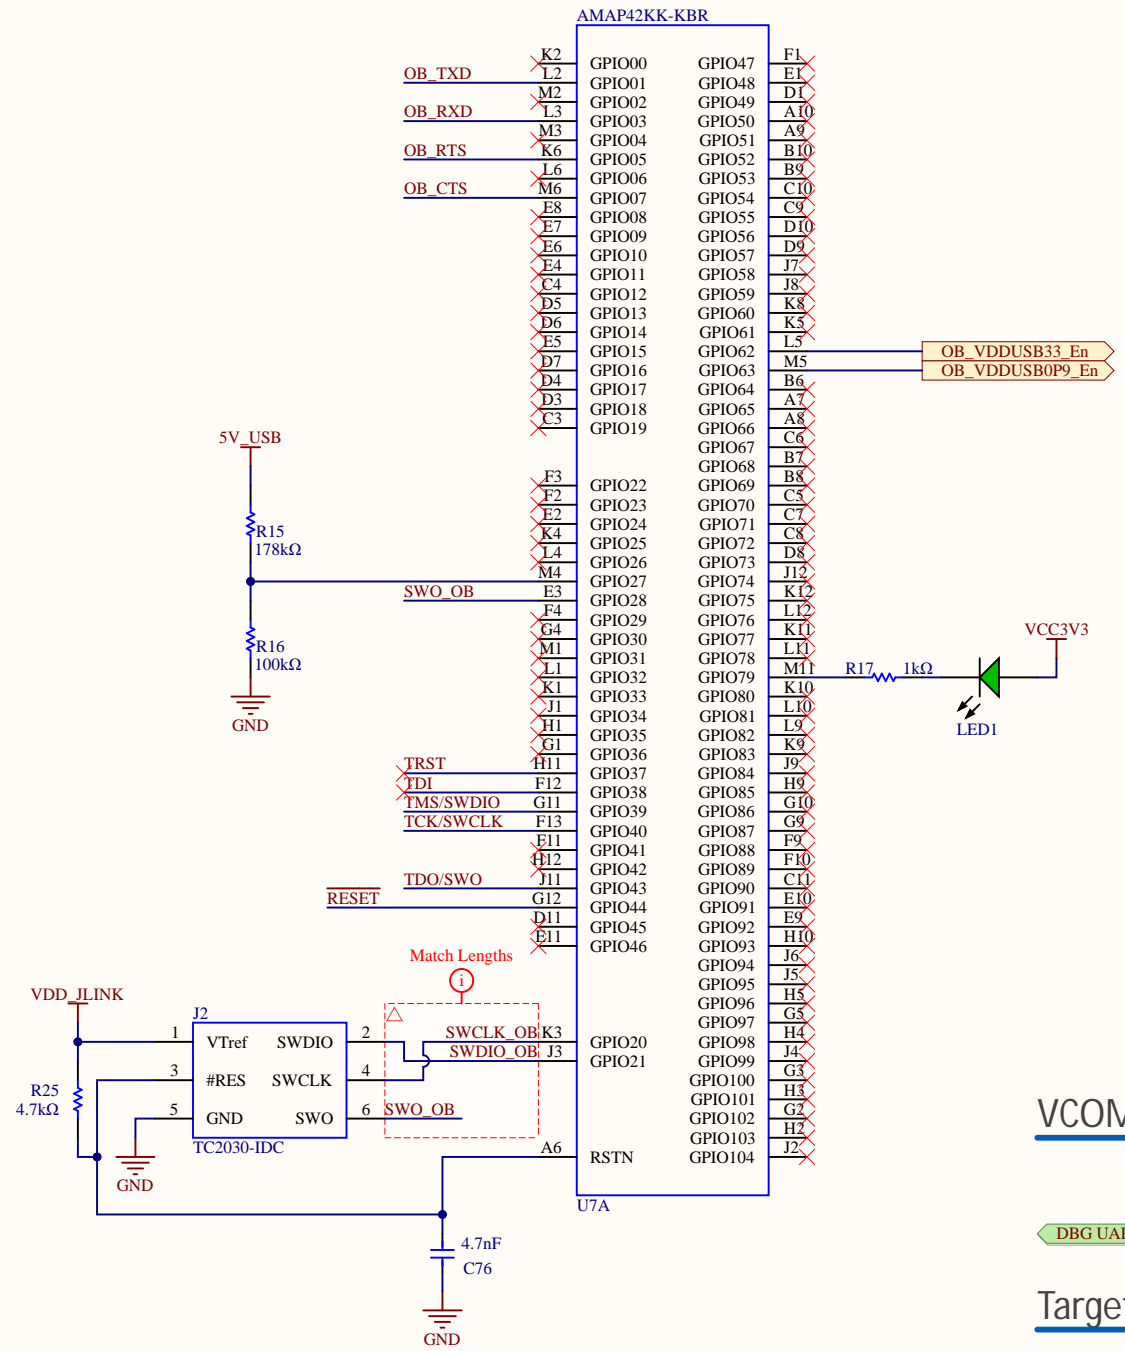 AMAP42KK-KBR
K2 GPIO00 GPIO47 F1
OB_TXD L2 GPIO01 GPIO48 E1
M2 GPIO02 GPIO49 D1
OB_RXD L3 GPIO03 GPIO50 A10
M3 GPIO04 GPIO51 A9
OB_RTS K6 GPIO05 GPIO52 B10
L6 GPIO06 GPIO53 B9
OB_CTS M6 GPIO07 GPIO54 C10
E8 GPIO08 GPIO55 C9
E7 GPIO09 GPIO56 D10
E6 GPIO10 GPIO57 D9
E4 GPIO11 GPIO58 J7
C4 GPIO12 GPIO59 J8
D5 GPIO13 GPIO60 K8
D6 GPIO14 GPIO61 K5
E5 GPIO15 GPIO62 L5 OB_VDDUSB33_En
D7 GPIO16 GPIO63 M5 OB_VDDUSB0P9_En
D4 GPIO17 GPIO64 B6
D3 GPIO18 GPIO65 A7
C3 GPIO19 GPIO66 A8
GPIO67 C6
5V_USB
GPIO68 B7
F3 GPIO22 GPIO69 B8
F2 GPIO23 GPIO70 C5
E2 GPIO24 GPIO71 C7
R15
178kΩ
K4 GPIO25 GPIO72 C8
L4 GPIO26 GPIO73 D8
M4 GPIO27 GPIO74 J12
SWO_OB E3 GPIO28 GPIO75 K12
F4 GPIO29 GPIO76 L12
G4 GPIO30 GPIO77 K11
R16
100kΩ
M1 GPIO31 GPIO78 L11
VCC3V3
L1 GPIO32 GPIO79 M11 R17 1kΩ
K1 GPIO33 GPIO80 K10
J1 GPIO34 GPIO81 L10
GND
LED1
H1 GPIO35 GPIO82 L9
G1 GPIO36 GPIO83 K9
TRST H11 GPIO37 GPIO84 J9
TDI F12 GPIO38 GPIO85 H9
TMS/SWDIO G11 GPIO39 GPIO86 G10
TCK/SWCLK F13 GPIO40 GPIO87 G9
F11 GPIO41 GPIO88 F9
H12 GPIO42 GPIO89 F10
TDO/SWO J11 GPIO43 GPIO90 C11
RESET G12 GPIO44 GPIO91 E10
D11 GPIO45 GPIO92 E9
E11 GPIO46 GPIO93 H10
Match Lengths
i
GPIO94 J6
GPIO95 J5
VDD_JLINK
GPIO96 H5
J2
GPIO97 G5
1 VTref SWDIO 2 SWCLK_OB K3 GPIO20 GPIO98 H4
SWDIO_OB J3 GPIO21 GPIO99 J4
3 #RES SWCLK 4 GPIO100 G3
R25
4.7kΩ
GPIO101 H3
5 GND SWO 6 SWO_OB GPIO102 G2
GPIO103 H2
TC2030-IDC
A6 RSTN GPIO104 J2
GND
U7A
4.7nF
C76
GND
VCOM
DBG
Target